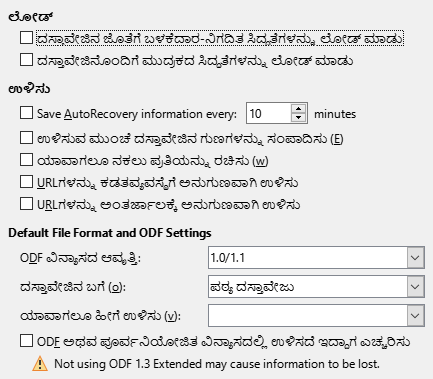 ಲೋಡ್
ದಸ್ತಾವೇಜಿನ ಜೊತೆಗೆ ಬಳಕೆದಾರ-ನಿಗದಿತ ಸಿದ್ಧತೆಗಳನ್ನು ಲೋಡ್ ಮಾಡು
ದಸ್ತಾವೇಜಿನೊಂದಿಗೆ ಮುದ್ರಕದ ಸಿದ್ಧತೆಗಳನ್ನು ಲೋಡ್ ಮಾಡು
ಉಳಿಸು
Save AutoRecovery information every: 10 minutes
ಉಳಿಸುವ ಮುಂಚೆ ದಸ್ತಾವೇಜಿನ ಗುಣಗಳನ್ನು ಸಂಪಾದಿಸು (E)
ಯಾವಾಗಲೂ ನಕಲು ಪ್ರತಿಯನ್ನು ರಚಿಸು (w)
URLಗಳನ್ನು ಕಡತವ್ಯವಸ್ಥೆಗೆ ಅನುಗುಣವಾಗಿ ಉಳಿಸು
URLಗಳನ್ನು ಅಂತರ್ಜಾಲಕ್ಕೆ ಅನುಗುಣವಾಗಿ ಉಳಿಸು
Default File Format and ODF Settings
ODF ವಿನ್ಯಾಸದ ಆವೃತ್ತಿ: 1.0/1.1
ದಸ್ತಾವೇಜಿನ ಬಗೆ (o): ಪಠ್ಯ ದಸ್ತಾವೇಜು
ಯಾವಾಗಲೂ ಹೀಗೆ ಉಳಿಸು (v):
ODF ಅಥವ ಪೂರ್ವನಿಯೋಜಿತ ವಿನ್ಯಾಸದಲ್ಲಿ ಉಳಿಸದೆ ಇದ್ದಾಗ ಎಚ್ಚರಿಸು
Not using ODF 1.3 Extended may cause information to be lost.